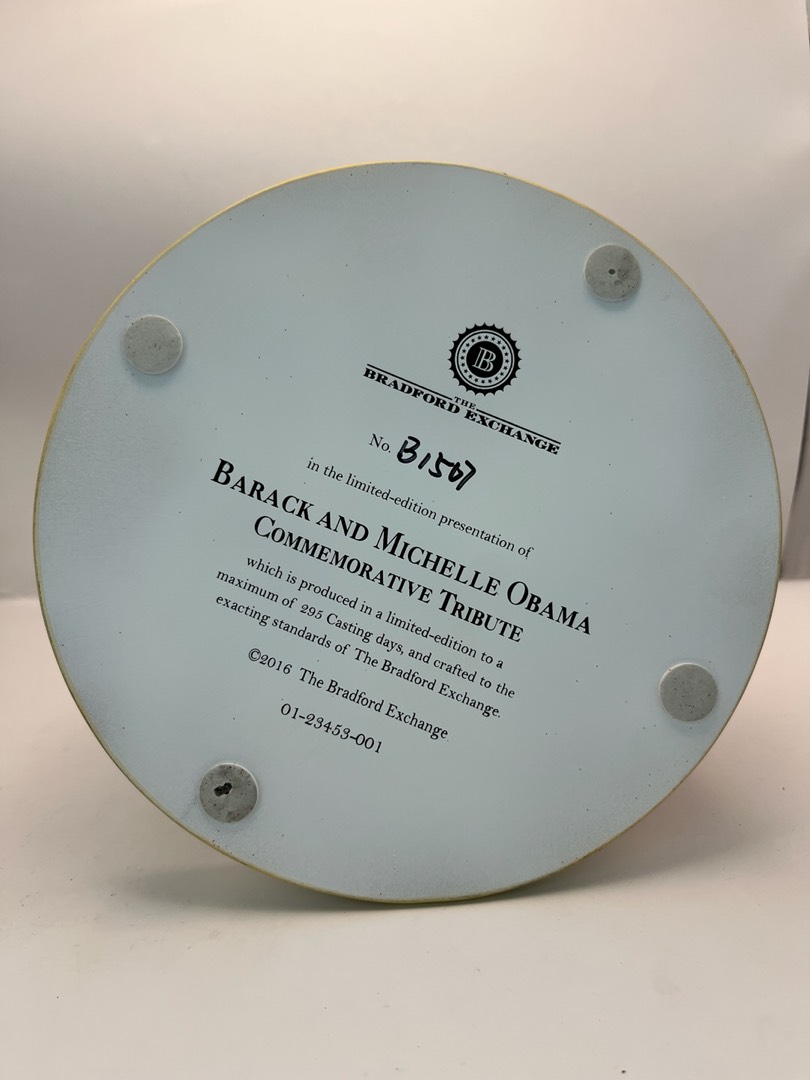 B
THE
BRADFORD EXCHANGE
No. B1507
in the limited-edition presentation of
BARACK AND MICHELLE OBAMA
COMMEMORATIVE TRIBUTE
which is produced in a limited-edition to a
maximum of 295 Casting days, and crafted to the
exacting standards of The Bradford Exchange.
©2016 The Bradford Exchange
01-23453-001